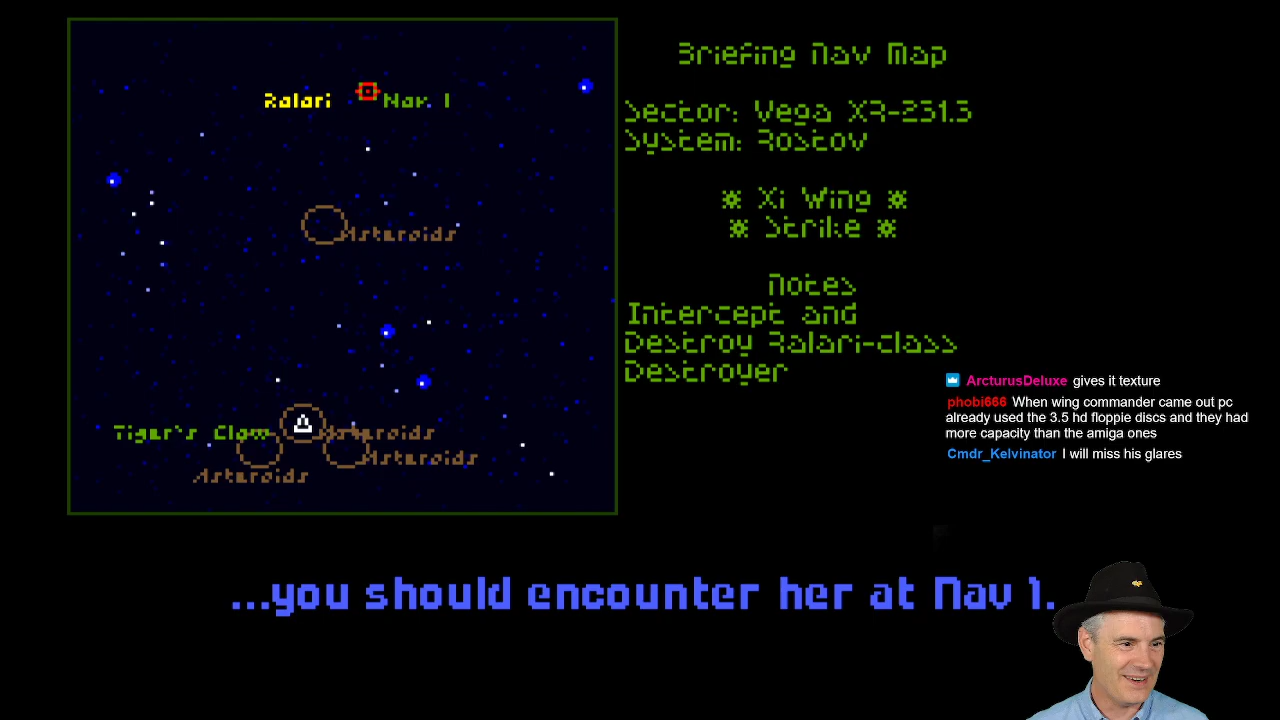 Briefing Nav Map
Sector: Vega XR-231.3
System: Rostov
* Xi Wing *
* Strike *
Notes
Intercept and
Destroy Ralari-class
Destroyer
Ralari
Nav 1
Asteroids
Tiger's Claw
Asteroids
Asteroids
Asteroids
ArcturusDeluxe gives it texture
phobi666 When wing commander came out pc
already used the 3.5 hd floppie discs and they had
more capacity than the amiga ones
Cmdr_Kelvinator I will miss his glares
...you should encounter her at Nav 1.